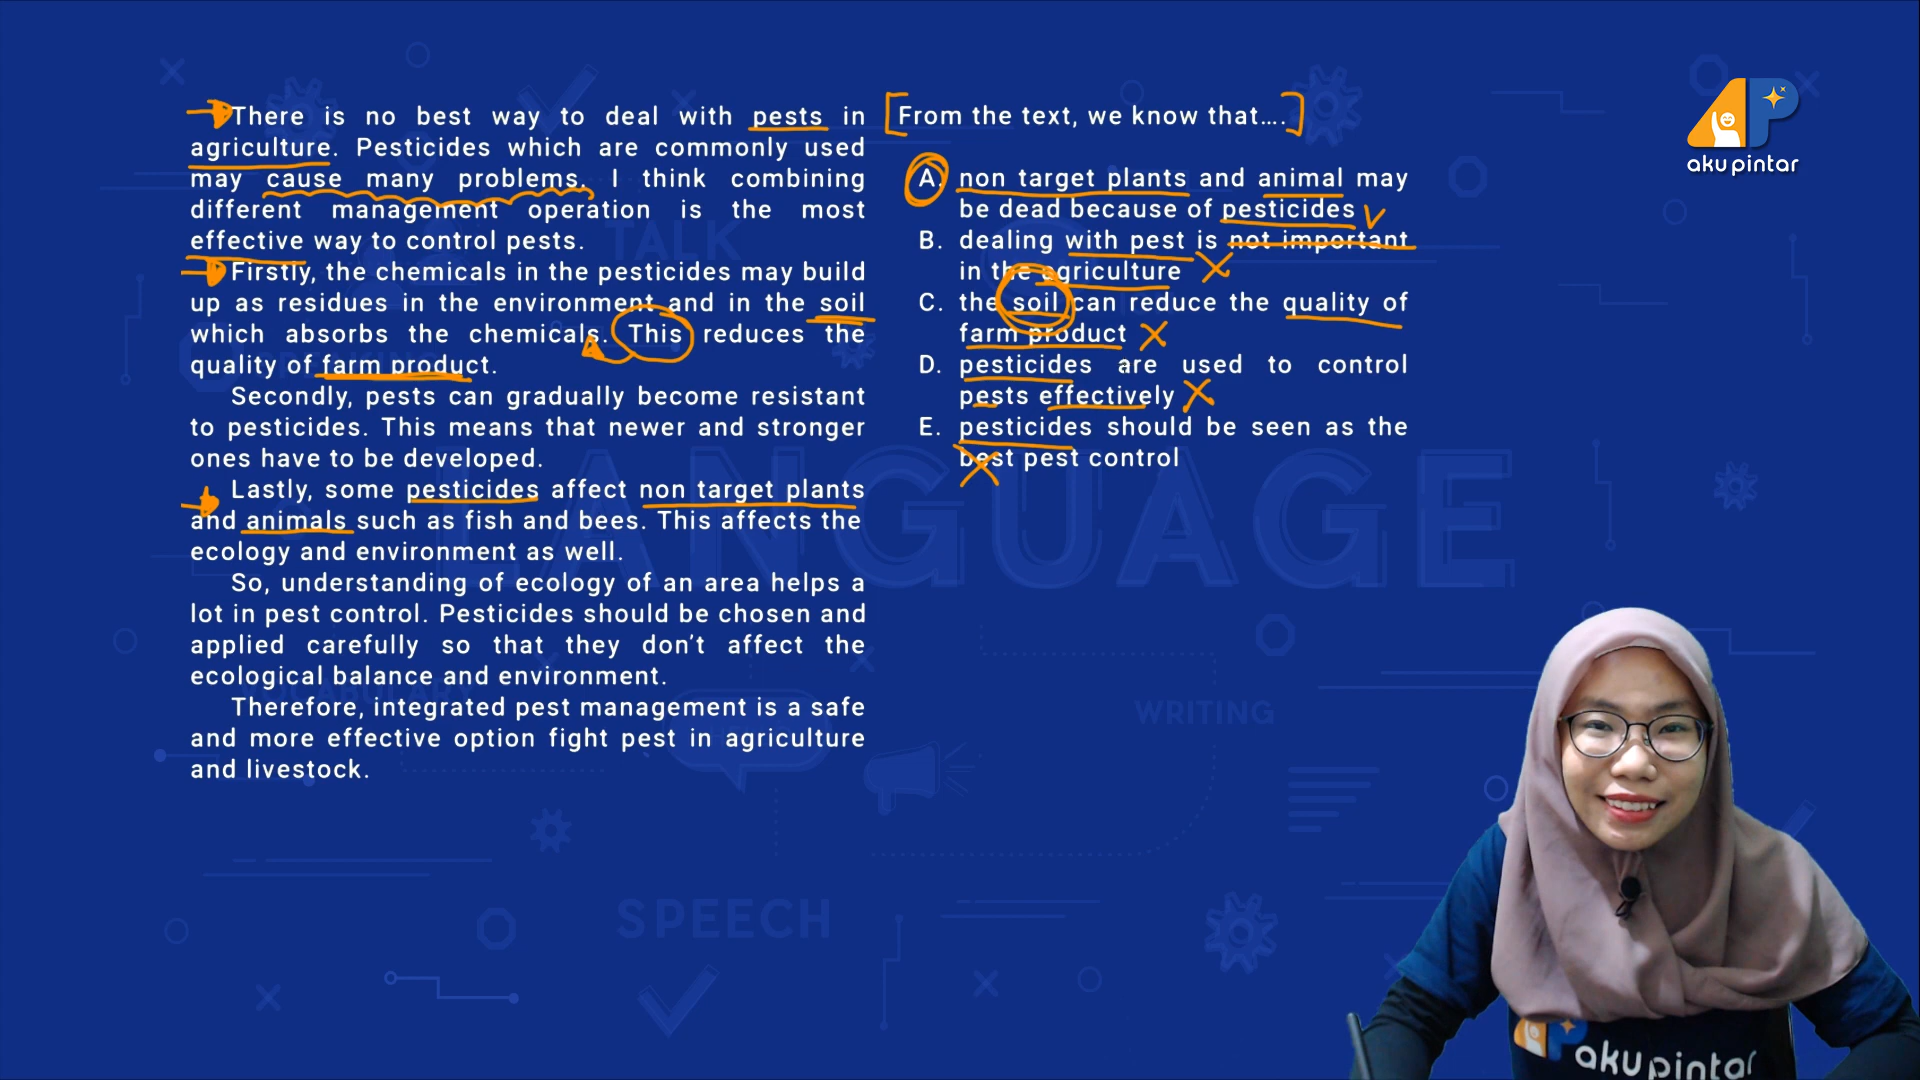 There is no best way to deal with pests in
agriculture. Pesticides which are commonly used
may cause many problems. I think combining
different management operation is the most
effective way to control pests.
Firstly, the chemicals in the pesticides may build
up as residues in the environment and in the soil
which absorbs the chemicals. This reduces the
quality of farm product.
Secondly, pests can gradually become resistant
to pesticides. This means that newer and stronger
ones have to be developed.
Lastly, some pesticides affect non target plants
and animals such as fish and bees. This affects the
ecology and environment as well.
So, understanding of ecology of an area helps a
lot in pest control. Pesticides should be chosen and
applied carefully so that they don't affect the
ecological balance and environment.
Therefore, integrated pest management is a safe
and more effective option fight pest in agriculture
and livestock.
From the text, we know that....
A. non target plants and animal may
be dead because of pesticides
B. dealing with pest is not important
in the agriculture
C. the soil can reduce the quality of
farm product
D. pesticides are used to control
pests effectively
E. pesticides should be seen as the
best pest control
AP
aku pintar
TALK
LANGUAGE
VOCABULARY
WRITING
SPEECH
aku pintar